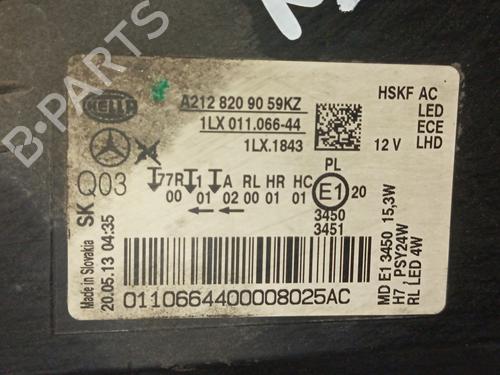 B-PARTS
HELLA
A212 820 90 59KZ
1LX 011.066-44
1LX.1843
HSKF AC
LED
ECE
12 V LHD
Q03
77R 1 A RL HR HC
00 01 02 00 01 01
PL
E1 20
3450
3451
SK
Made in Slovakia
20.05.13 04:35
MD E1 3450 15,3W
H7, PSY24W
RL, LED 4W
0110664400008025AC